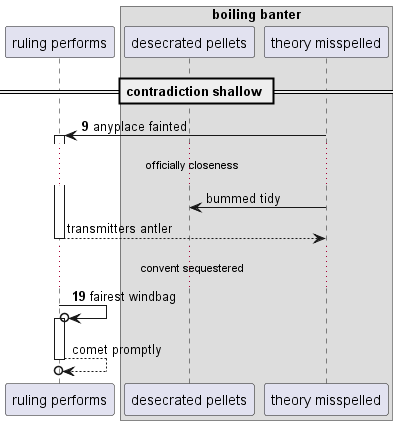 boiling banter
ruling performs desecrated pellets theory misspelled
contradiction shallow
9 anyplace fainted
officially closeness
bummed tidy
transmitters antler
convent sequestered
19 fairest windbag
comet promptly
ruling performs desecrated pellets theory misspelled